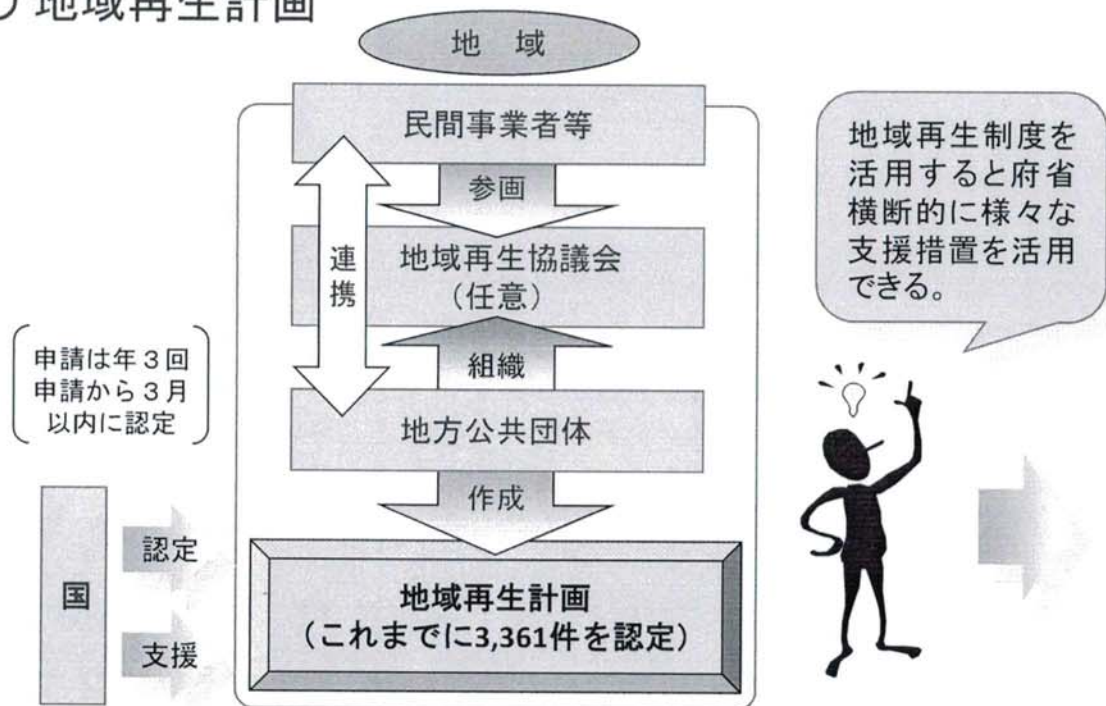 地域再生計画
地 域
民間事業者等
参画
地域再生協議会
（任意）
連携
組織
地方公共団体
作成
地域再生計画
（これまでに3,361件を認定）
申請は年３回
申請から３月
以内に認定
国
認定
支援
地域再生制度を
活用すると府省
横断的に様々な
支援措置を活用
できる。